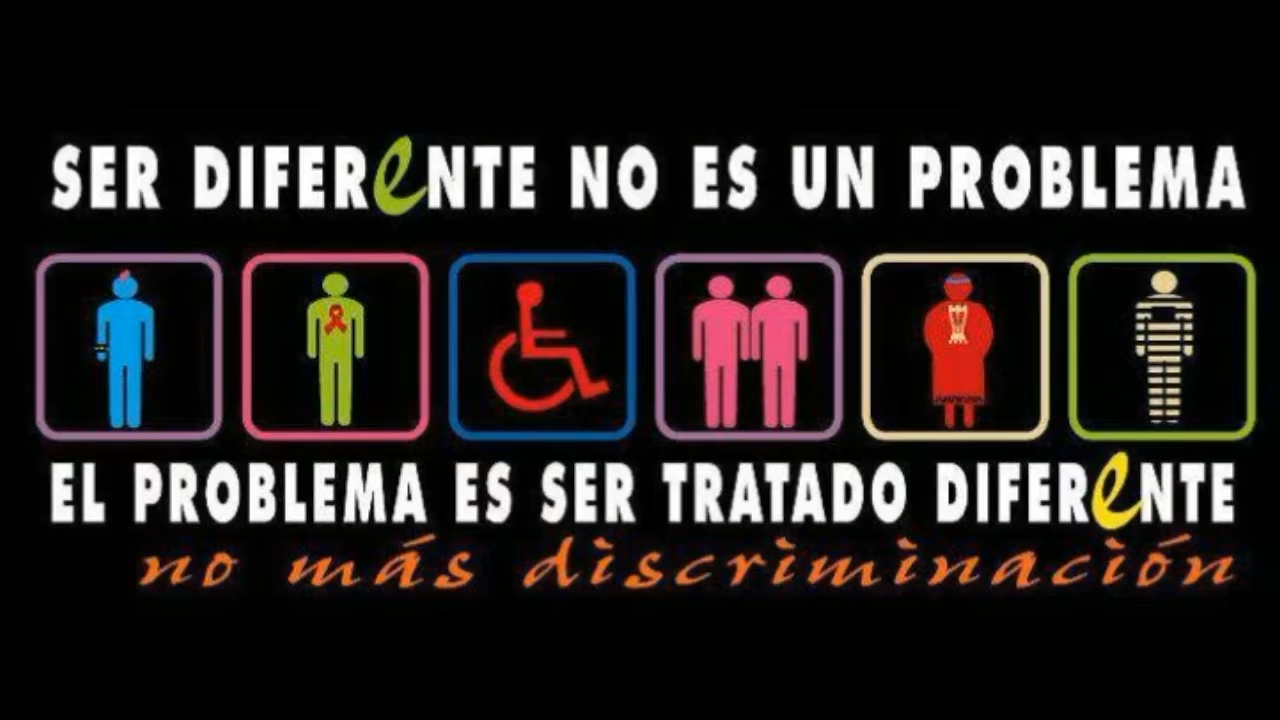 SER DIFEReNTE NO ES UN PROBLEMA
EL PROBLEMA ES SER TRATADO DIFEReNTE
no más discriminación